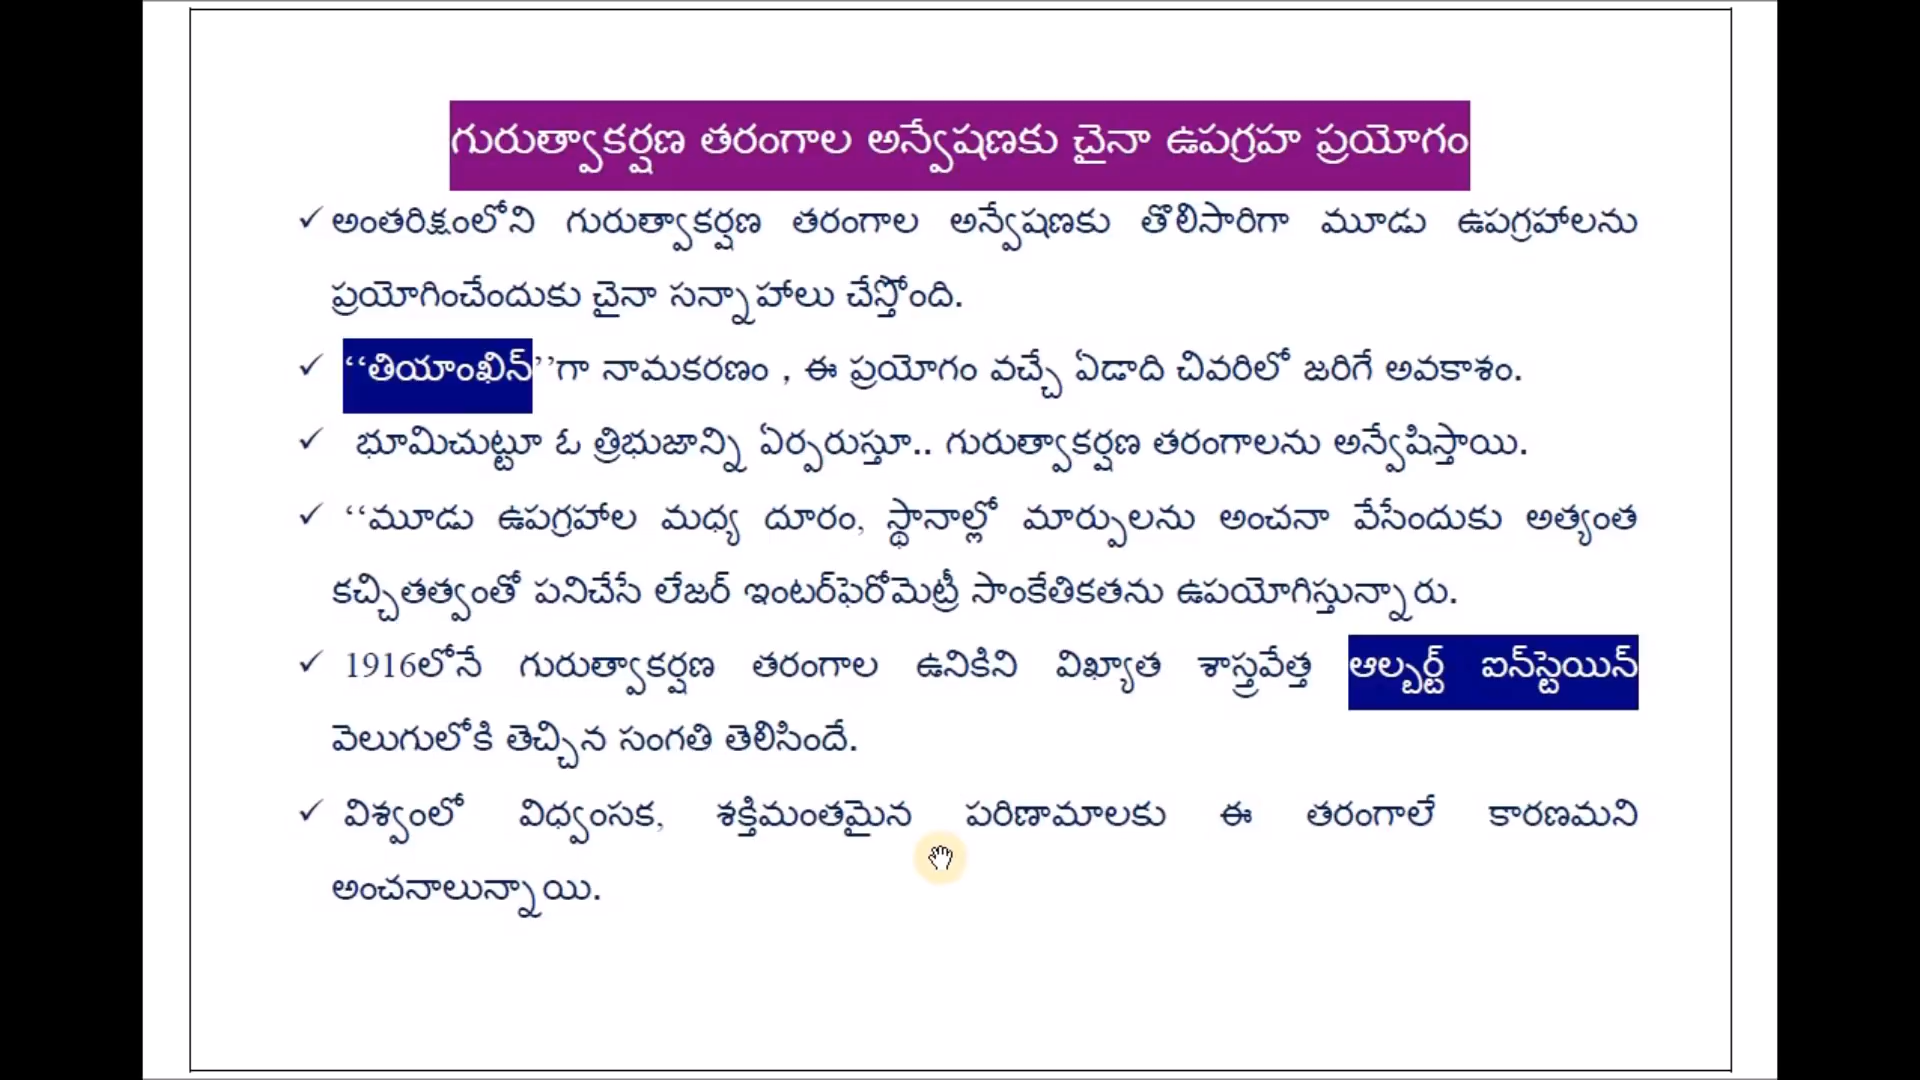 గురుత్వాకర్షణ తరంగాల అన్వేషణకు చైనా ఉపగ్రహ ప్రయోగం
✓ అంతరిక్షంలోని గురుత్వాకర్షణ తరంగాల అన్వేషణకు తొలిసారిగా మూడు ఉపగ్రహాలను
ప్రయోగించేందుకు చైనా సన్నాహాలు చేస్తోంది.
✓ ‘‘తియాంఖిన్’’గా నామకరణం , ఈ ప్రయోగం వచ్చే ఏడాది చివరిలో జరిగే అవకాశం.
✓ భూమిచుట్టూ ఓ త్రిభుజాన్ని ఏర్పరుస్తూ.. గురుత్వాకర్షణ తరంగాలను అన్వేషిస్తాయి.
✓ ‘‘మూడు ఉపగ్రహాల మధ్య దూరం, స్థానాల్లో మార్పులను అంచనా వేసేందుకు అత్యంత
కచ్చితత్వంతో పనిచేసే లేజర్ ఇంటర్‌ఫెరోమెట్రీ సాంకేతికతను ఉపయోగిస్తున్నారు.
✓ 1916లోనే గురుత్వాకర్షణ తరంగాల ఉనికిని విఖ్యాత శాస్త్రవేత్త ఆల్బర్ట్ ఐన్‌స్టెయిన్
వెలుగులోకి తెచ్చిన సంగతి తెలిసిందే.
✓ విశ్వంలో విధ్వంసక, శక్తిమంతమైన పరిణామాలకు ఈ తరంగాలే కారణమని
అంచనాలున్నాయి.